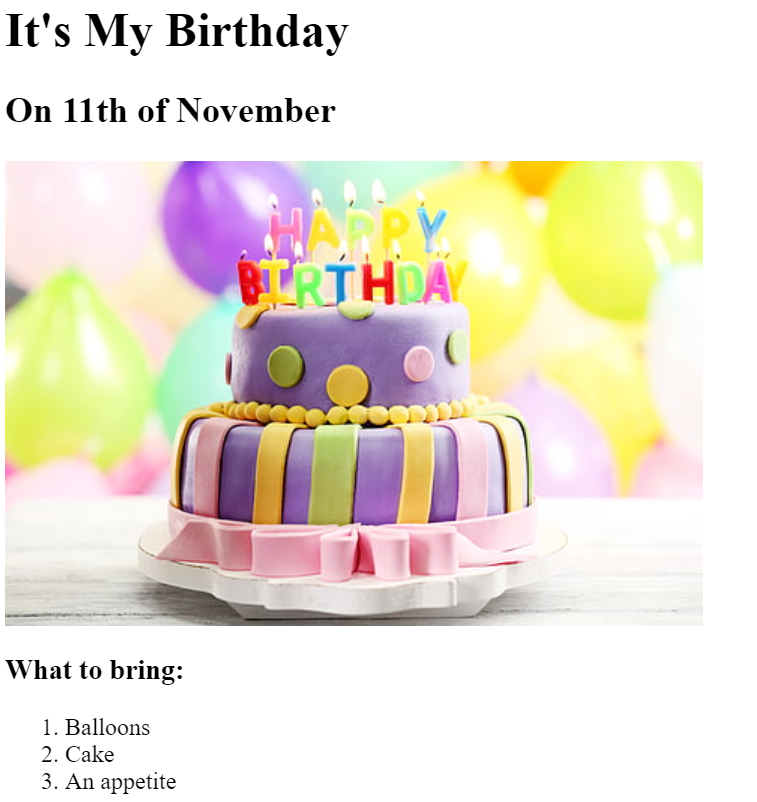 It's My Birthday
On 11th of November
HAPPY
BIRTHDAY
What to bring:
1. Balloons
2. Cake
3. An appetite